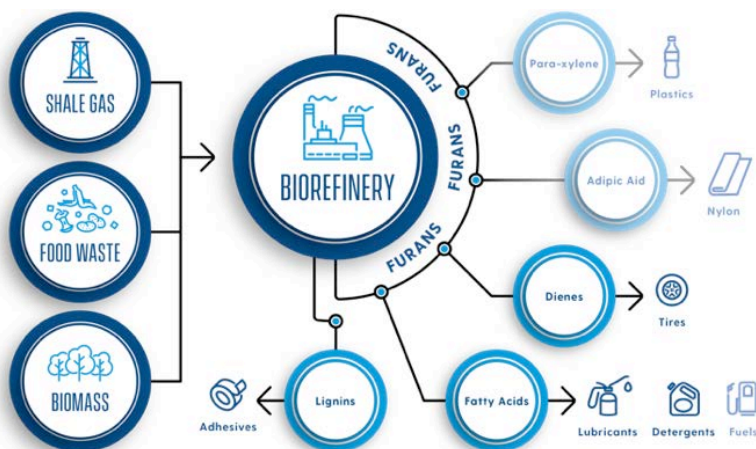 SHALE GAS
FOOD WASTE
BIOMASS
BIOREFINERY
FURANS
FURANS
FURANS
Para-xylene
Plastics
Adipic Aid
Nylon
Dienes
Tires
Fatty Acids
Lubricants
Detergents
Fuels
Lignins
Adhesives